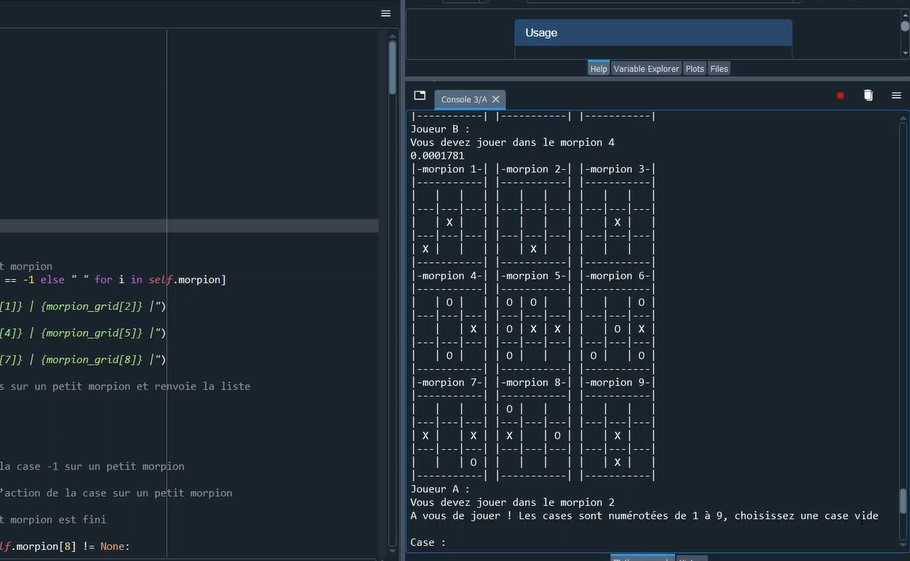 t morpion
== -1 else " " for i in self.morpion]
[1]} | {morpion_grid[2]} |")
[4]} | {morpion_grid[5]} |")
[7]} | {morpion_grid[8]} |")
s sur un petit morpion et renvoie la liste
la case -1 sur un petit morpion
'action de la case sur un petit morpion
t morpion est fini
lf.morpion[8] != None:
Usage
Help Variable Explorer Plots Files
Console 3/A
|-----------| |-----------| |-----------|
Joueur B :
Vous devez jouer dans le morpion 4
0.0001781
|-morpion 1-| |-morpion 2-| |-morpion 3-|
|-----------| |-----------| |-----------|
|   |   |   | |   |   |   | |   |   |   |
|---|---|---| |---|---|---| |---|---|---|
|   | X |   | |   |   |   | |   | X |   |
|---|---|---| |---|---|---| |---|---|---|
| X |   |   | |   | X |   | |   |   |   |
|-----------| |-----------| |-----------|
|-morpion 4-| |-morpion 5-| |-morpion 6-|
|-----------| |-----------| |-----------|
|   | O |   | | O | O |   | |   |   | O |
|---|---|---| |---|---|---| |---|---|---|
|   |   | X | | O | X | X | |   | O | X |
|---|---|---| |---|---|---| |---|---|---|
|   | O |   | | O |   |   | | O |   | O |
|-----------| |-----------| |-----------|
|-morpion 7-| |-morpion 8-| |-morpion 9-|
|-----------| |-----------| |-----------|
|   |   |   | | O |   |   | |   |   |   |
|---|---|---| |---|---|---| |---|---|---|
| X |   | X | | X |   | O | |   | X |   |
|---|---|---| |---|---|---| |---|---|---|
|   |   | O | |   |   |   | |   | X |   |
|-----------| |-----------| |-----------|
Joueur A :
Vous devez jouer dans le morpion 2
A vous de jouer ! Les cases sont numérotées de 1 à 9, choisissez une case vide
Case :